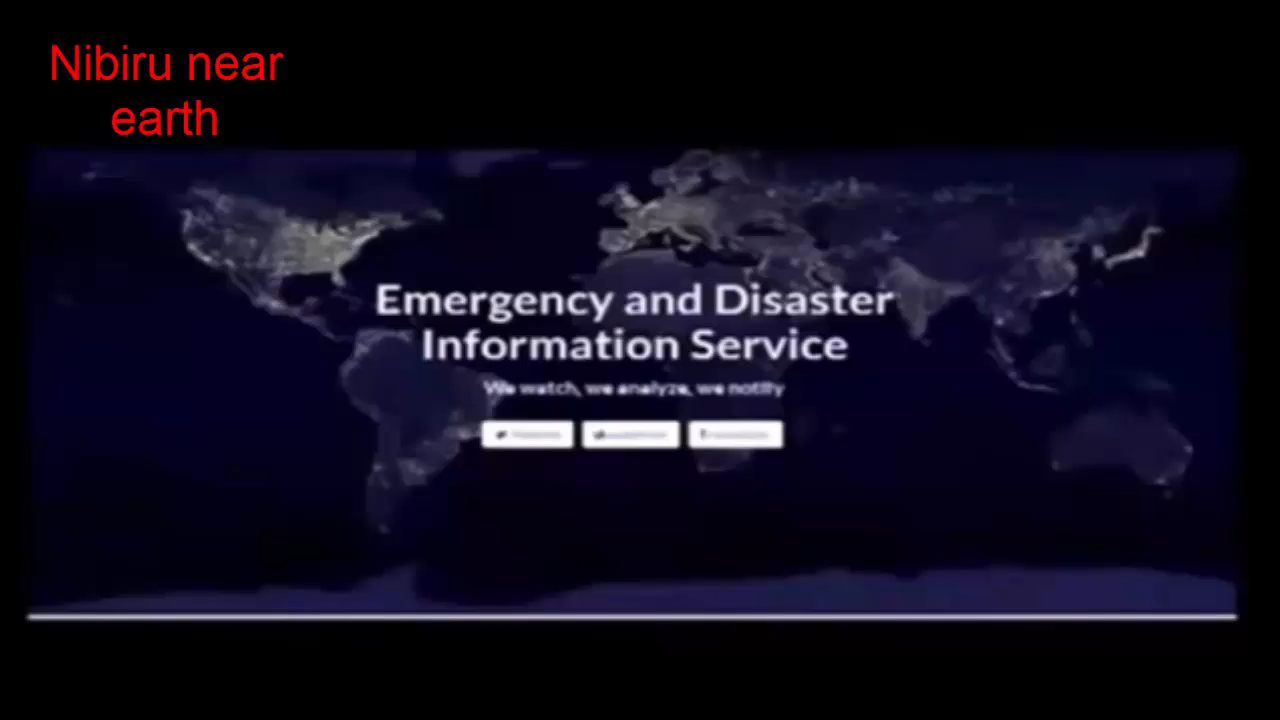 Nibiru near
earth
Emergency and Disaster
Information Service
We watch, we analyze, we notify